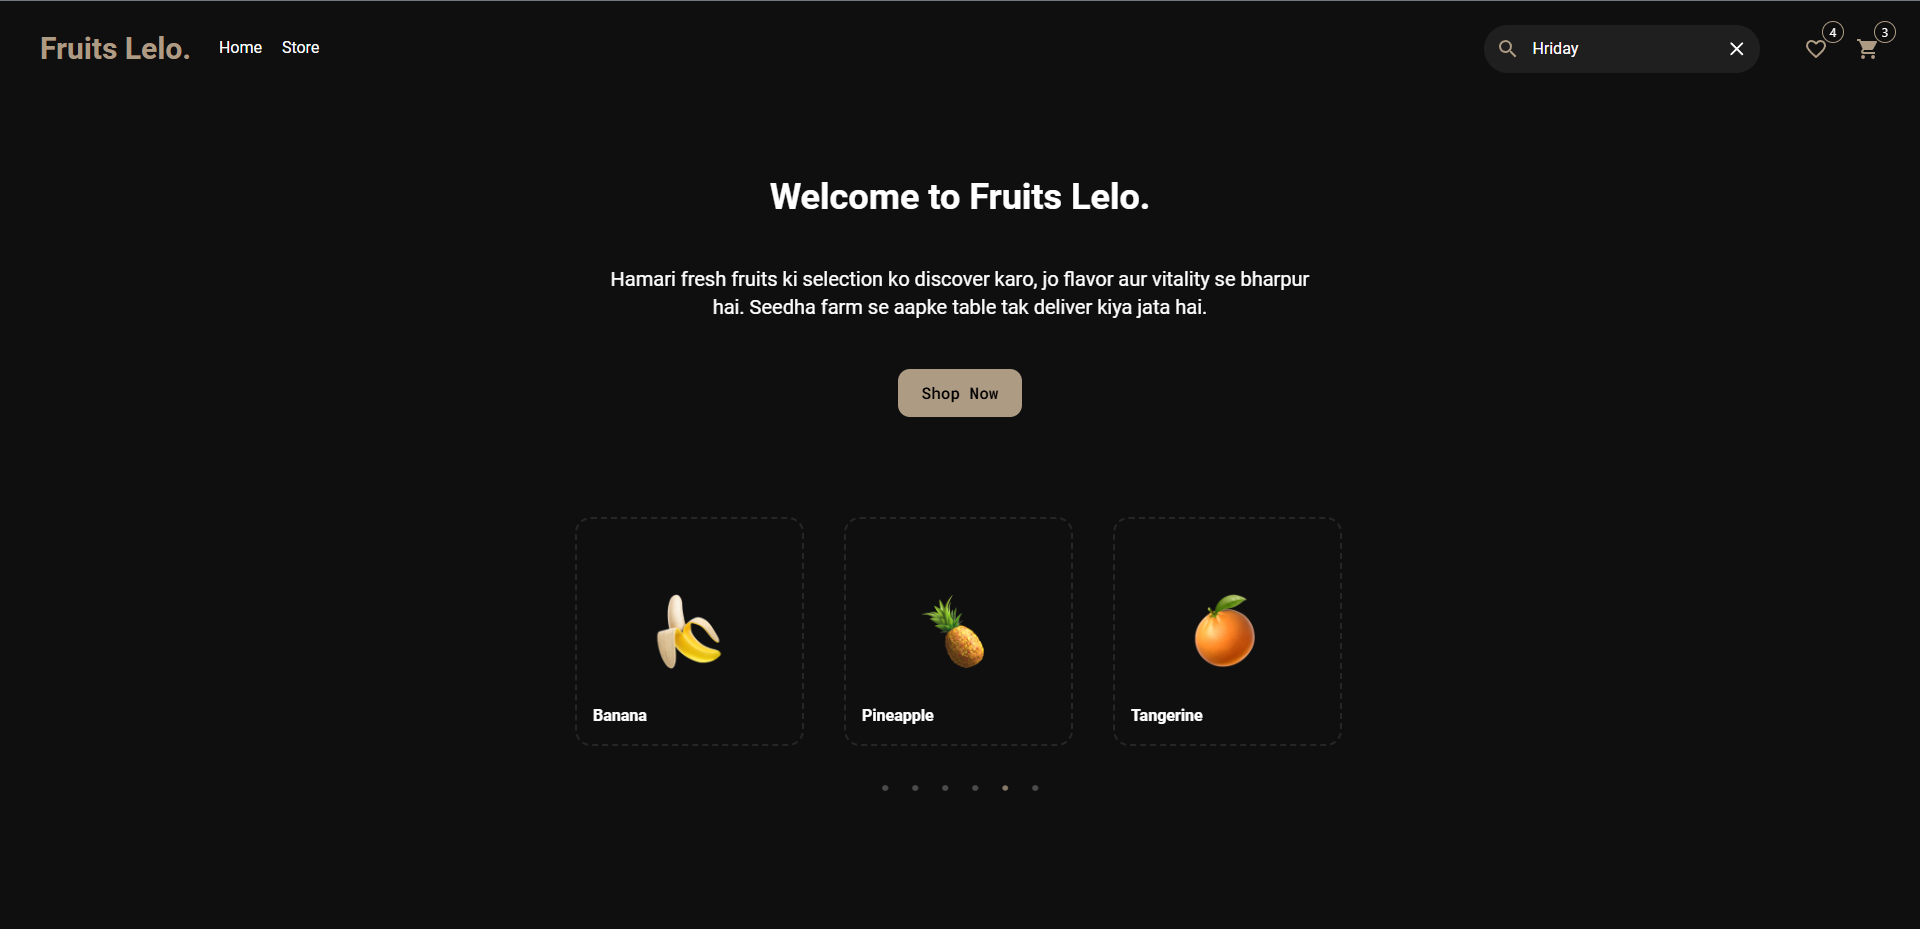 Fruits Lelo.
Home
Store
Hriday
4
3
Welcome to Fruits Lelo.
Hamari fresh fruits ki selection ko discover karo, jo flavor aur vitality se bharpur
hai. Seedha farm se aapke table tak deliver kiya jata hai.
Shop Now
Banana
Pineapple
Tangerine